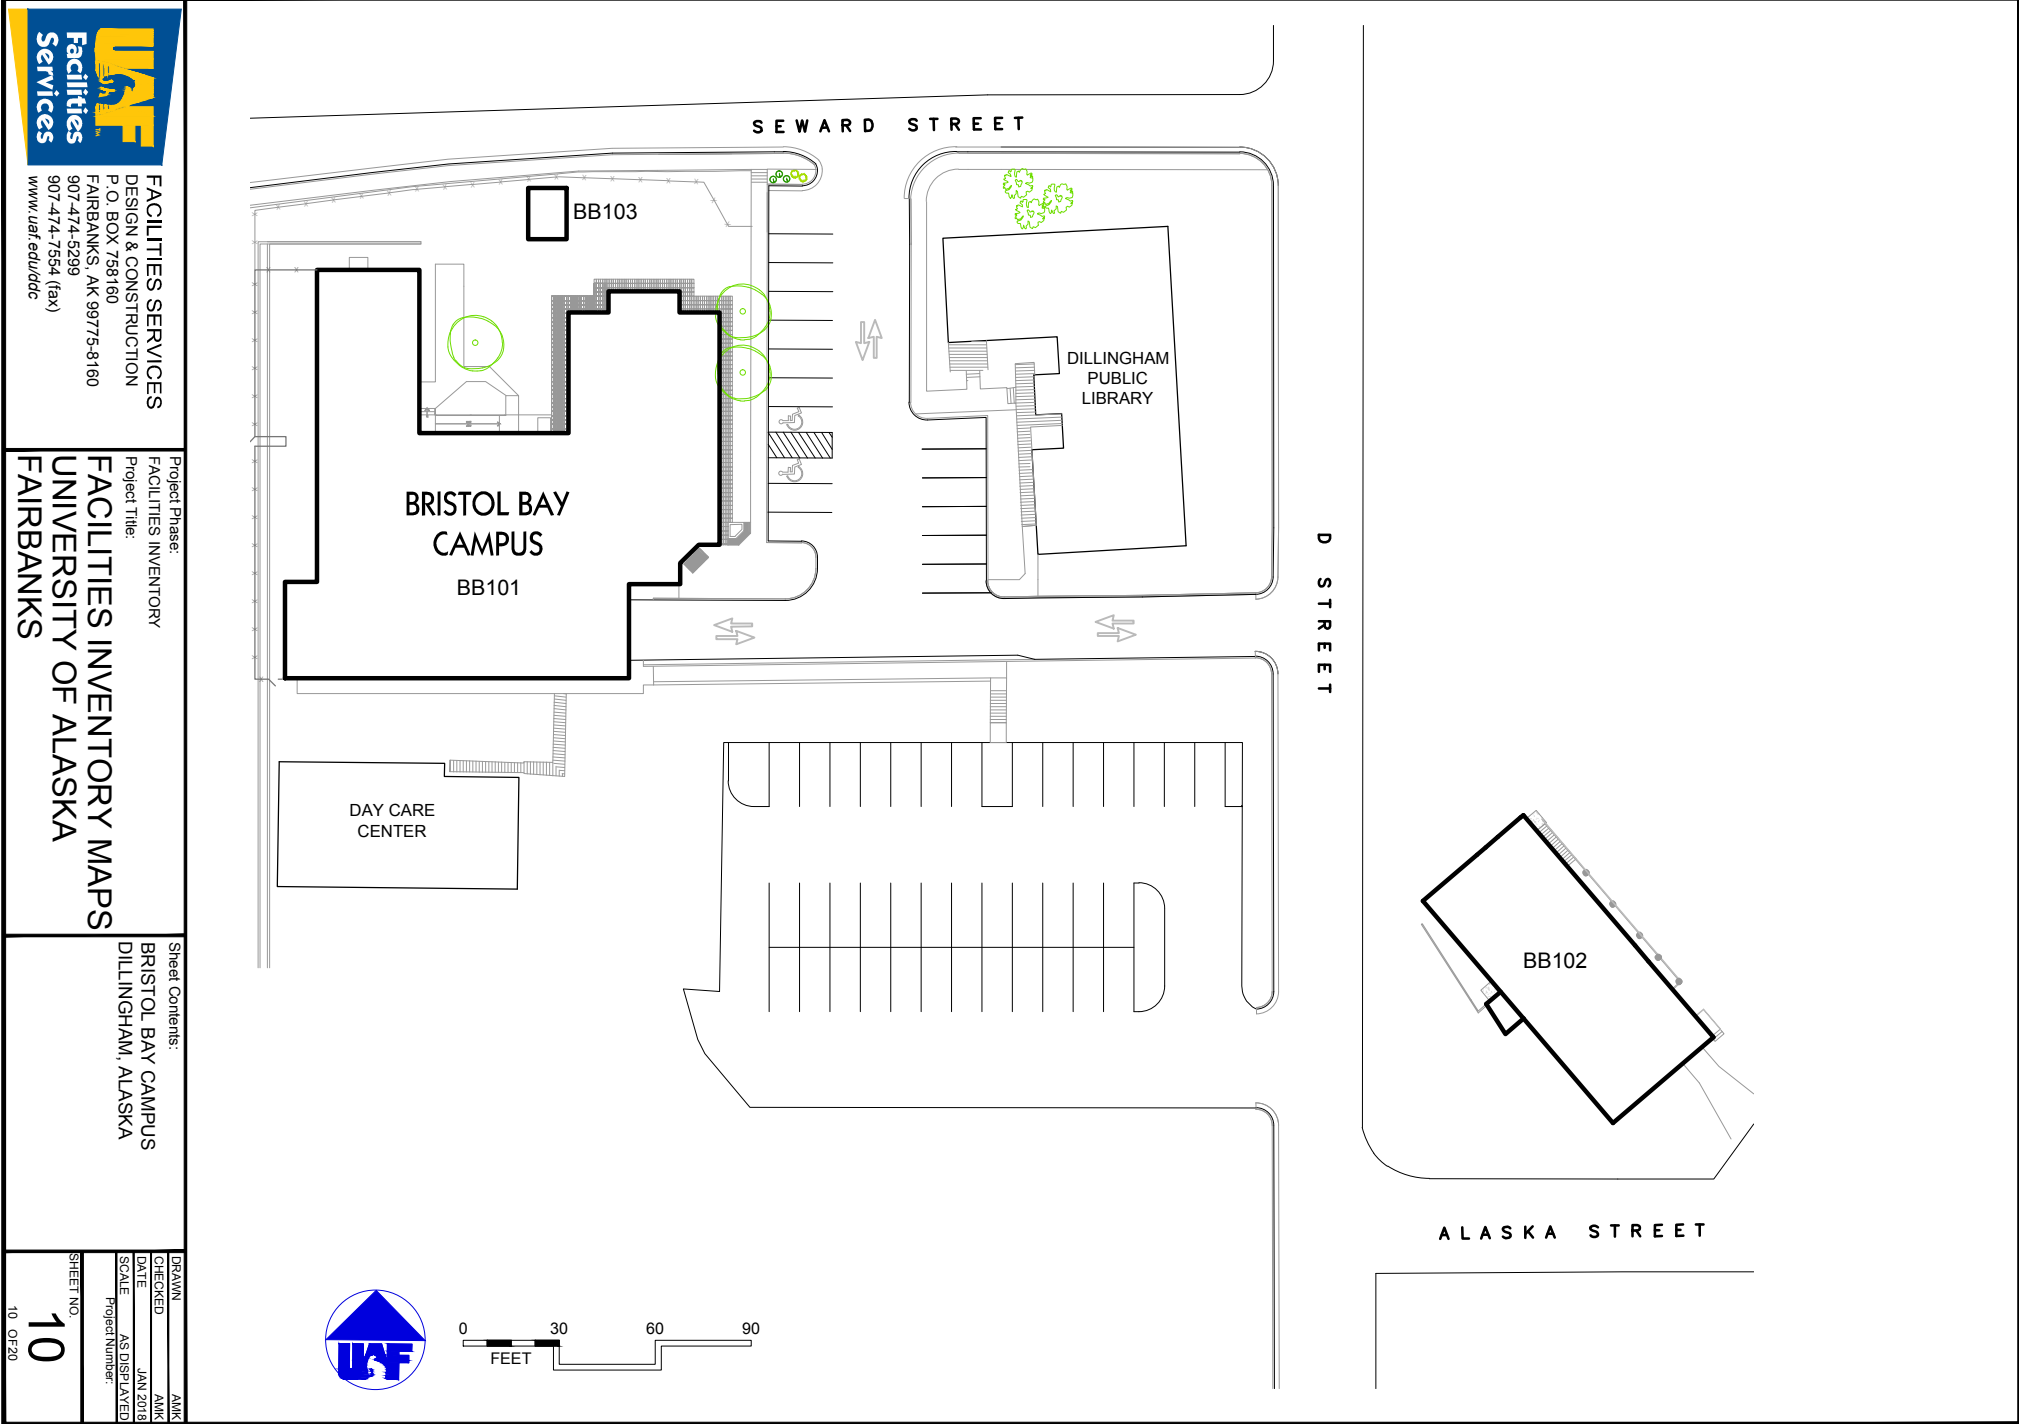 UAF
™
Facilities
Services
FACILITIES SERVICES
DESIGN & CONSTRUCTION
P.O. BOX 758160
FAIRBANKS, AK 99775-8160
907-474-5299
907-474-7554 (fax)
www.uaf.edu/ddc
Project Phase:
FACILITIES INVENTORY
Project Title:
FACILITIES INVENTORY MAPS
UNIVERSITY OF ALASKA
FAIRBANKS
Sheet Contents:
BRISTOL BAY CAMPUS
DILLINGHAM, ALASKA
DRAWN AMK
CHECKED AMK
DATE JAN 2018
SCALE AS DISPLAYED
Project Number:
SHEET NO.
10
10 OF 20
SEWARD STREET
BB103
DILLINGHAM
PUBLIC
LIBRARY
BRISTOL BAY
CAMPUS
BB101
D STREET
DAY CARE
CENTER
BB102
ALASKA STREET
UAF
0 30 60 90
FEET